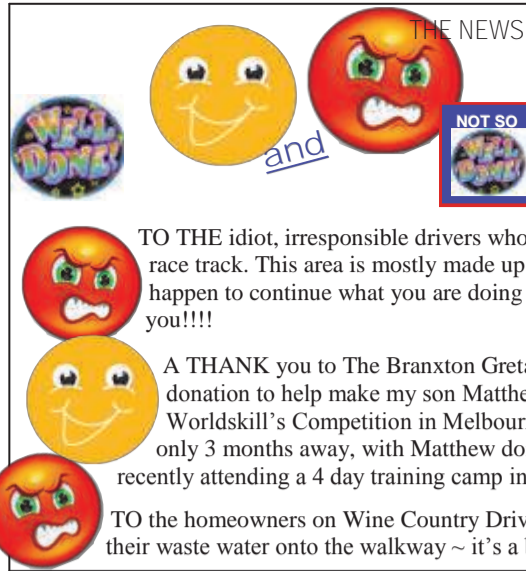 THE NEWS
WELL
DONE!
and
NOT SO
WELL
DONE!
TO THE idiot, irresponsible drivers who
race track. This area is mostly made up
happen to continue what you are doing
you!!!!
A THANK you to The Branxton Greta
donation to help make my son Matthe
Worldskill's Competition in Melbour
only 3 months away, with Matthew do
recently attending a 4 day training camp in
TO the homeowners on Wine Country Driv
their waste water onto the walkway ~ it's a